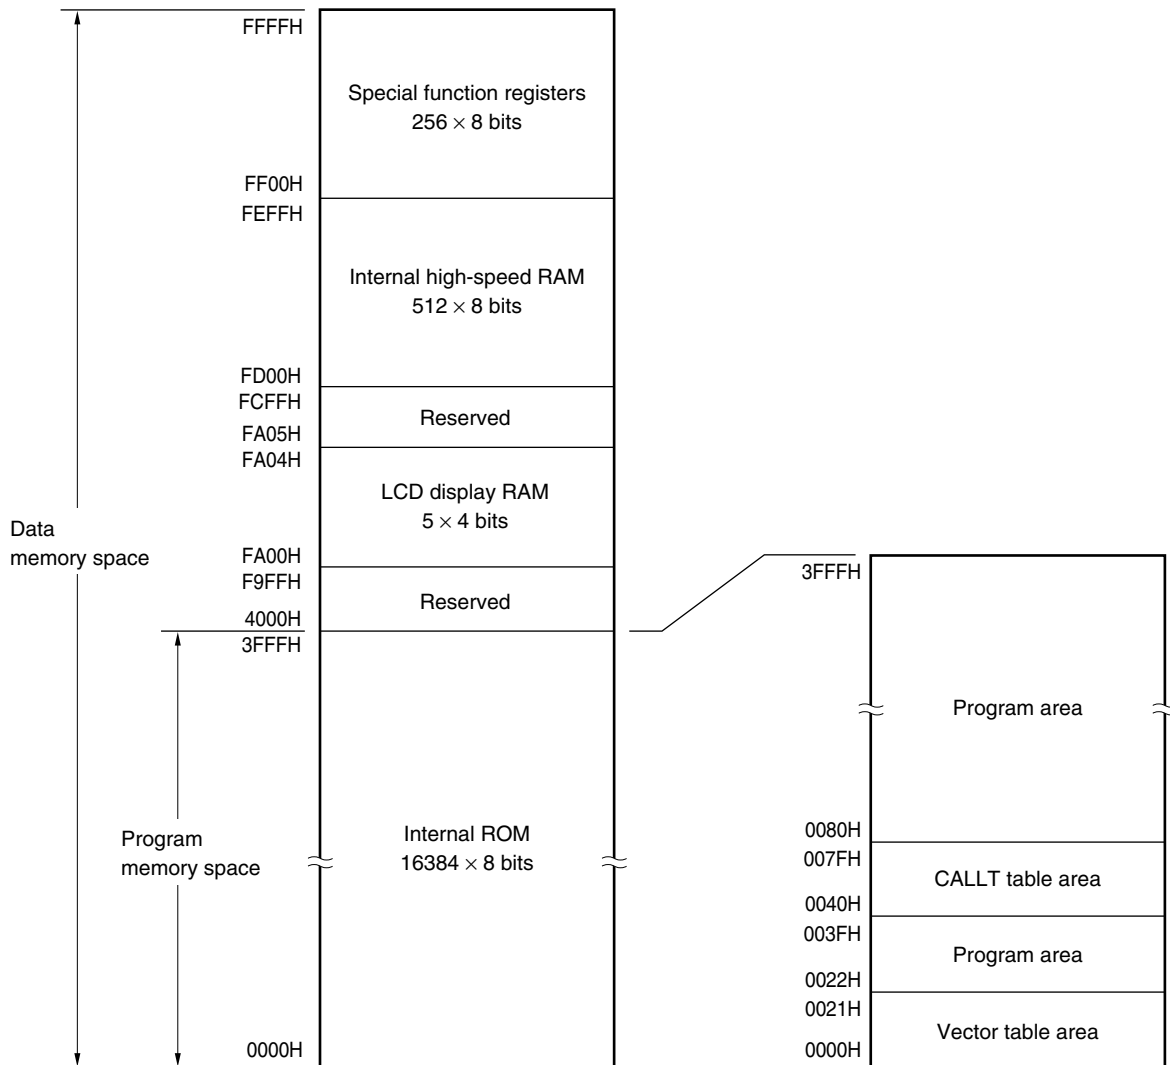 FFFFH
Special function registers
256 × 8 bits
FF00H
FEFFH
Internal high-speed RAM
512 × 8 bits
FD00H
FCFFH
Reserved
FA05H
FA04H
LCD display RAM
5 × 4 bits
Data
memory space
FA00H
F9FFH
Reserved
4000H
3FFFH
Program
memory space
Internal ROM
16384 × 8 bits
0000H
3FFFH
Program area
0080H
007FH
CALLT table area
0040H
003FH
Program area
0022H
0021H
Vector table area
0000H